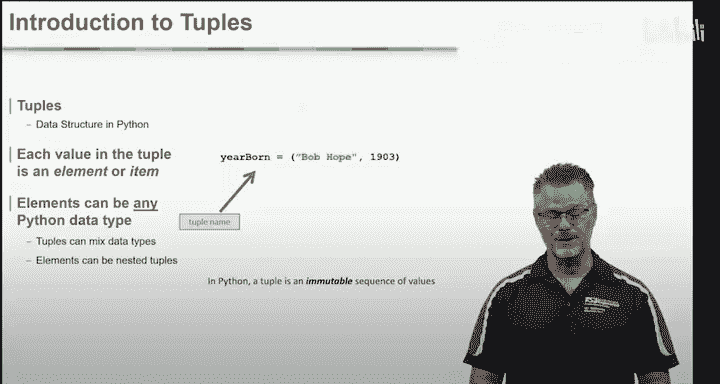 Introduction to Tuples
Tuples
– Data Structure in Python
Each value in the tuple
is an element or item
Elements can be any
Python data type
– Tuples can mix data types
– Elements can be nested tuples
yearBorn = ("Bob Hope", 1903)
tuple name
In Python, a tuple is an immutable sequence of values